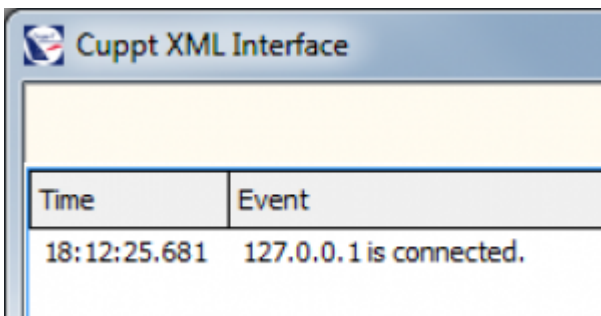 Cuppt XML Interface
Time Event
18:12:25.681 127.0.0.1 is connected.